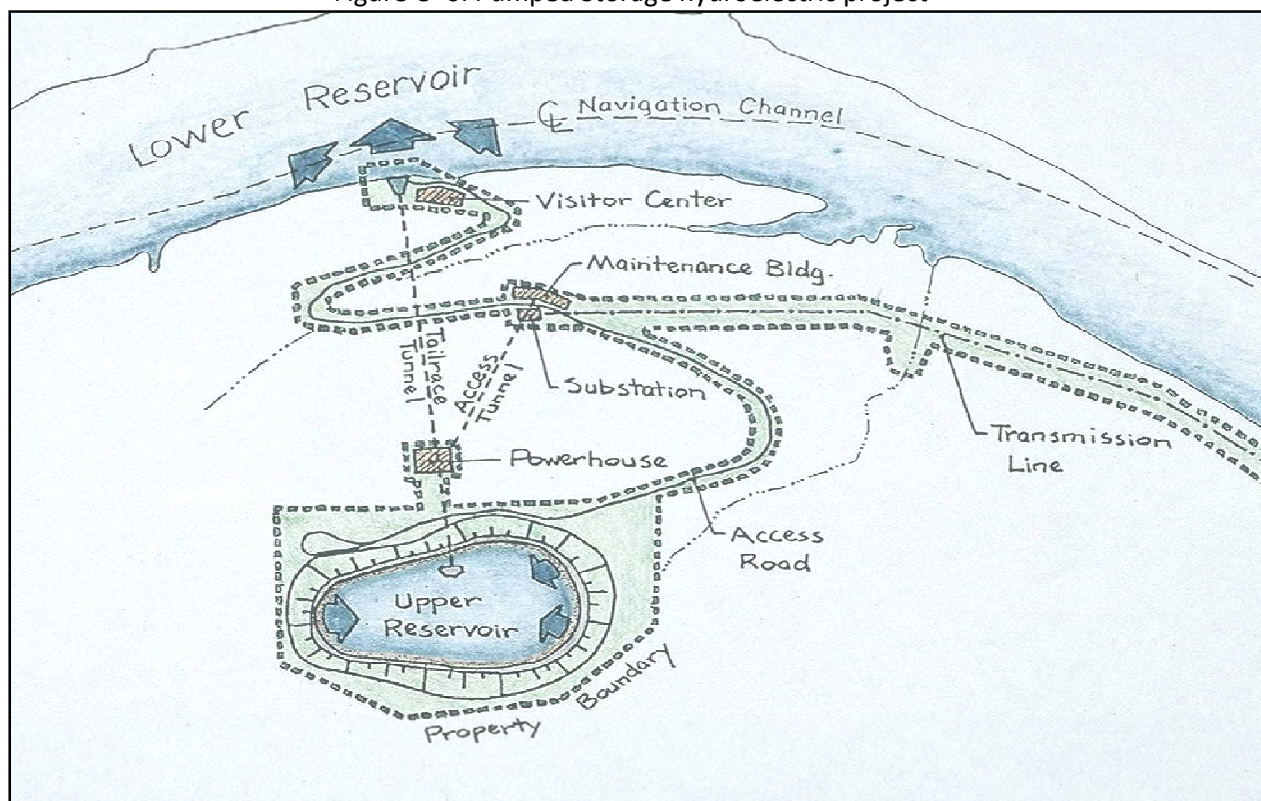 Lower Reservoir
℄ Navigation Channel
Visitor Center
Maintenance Bldg.
Tailrace
Tunnel
Access
Tunnel
Substation
Powerhouse
Transmission
Line
Access
Road
Upper
Reservoir
Property Boundary